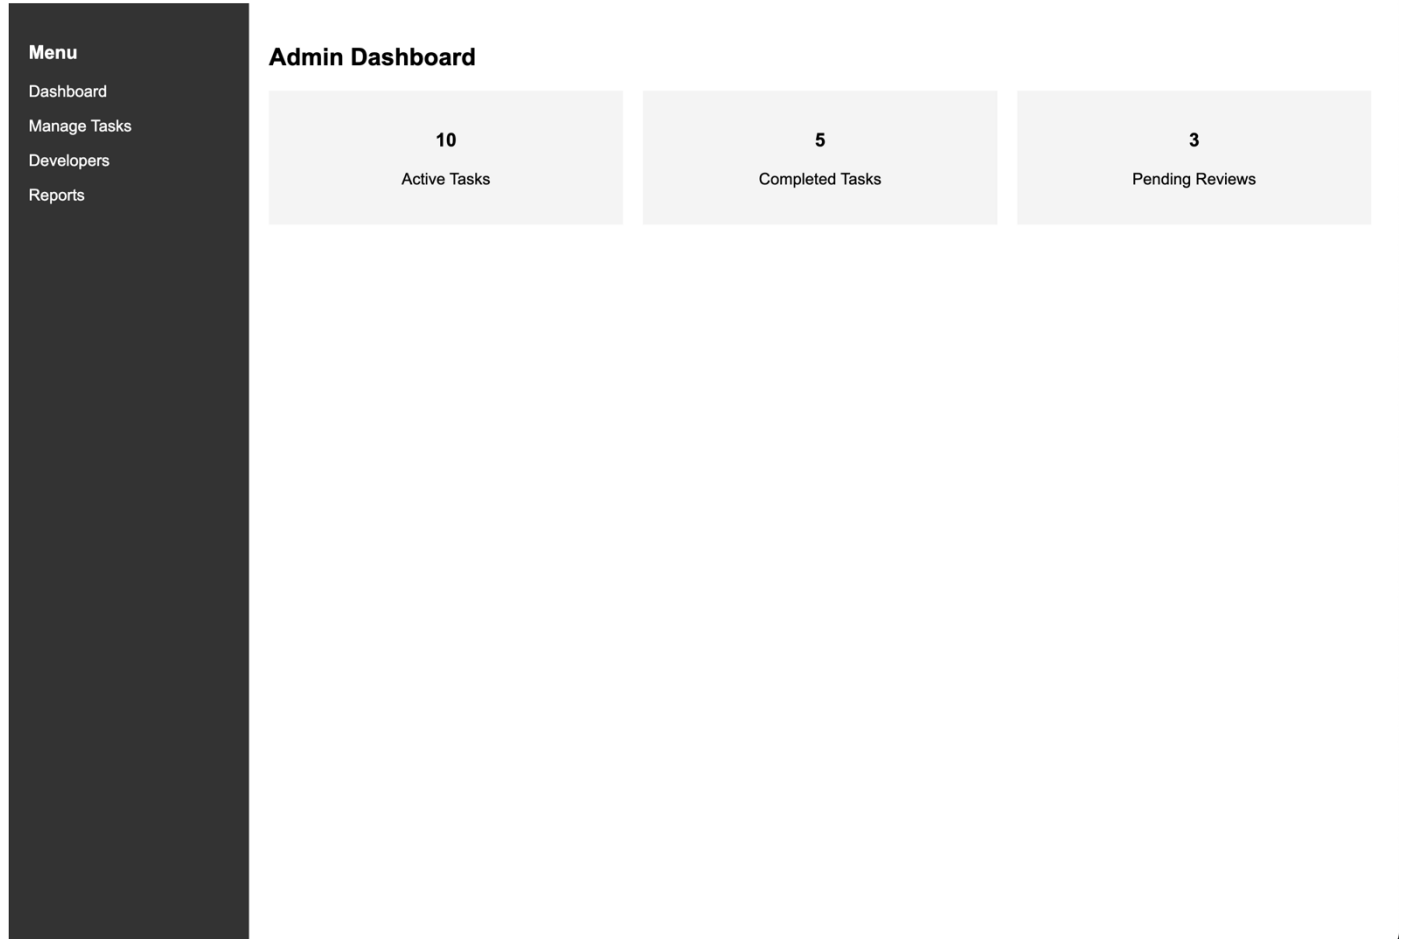 Menu
Dashboard
Manage Tasks
Developers
Reports
Admin Dashboard
10
Active Tasks
5
Completed Tasks
3
Pending Reviews